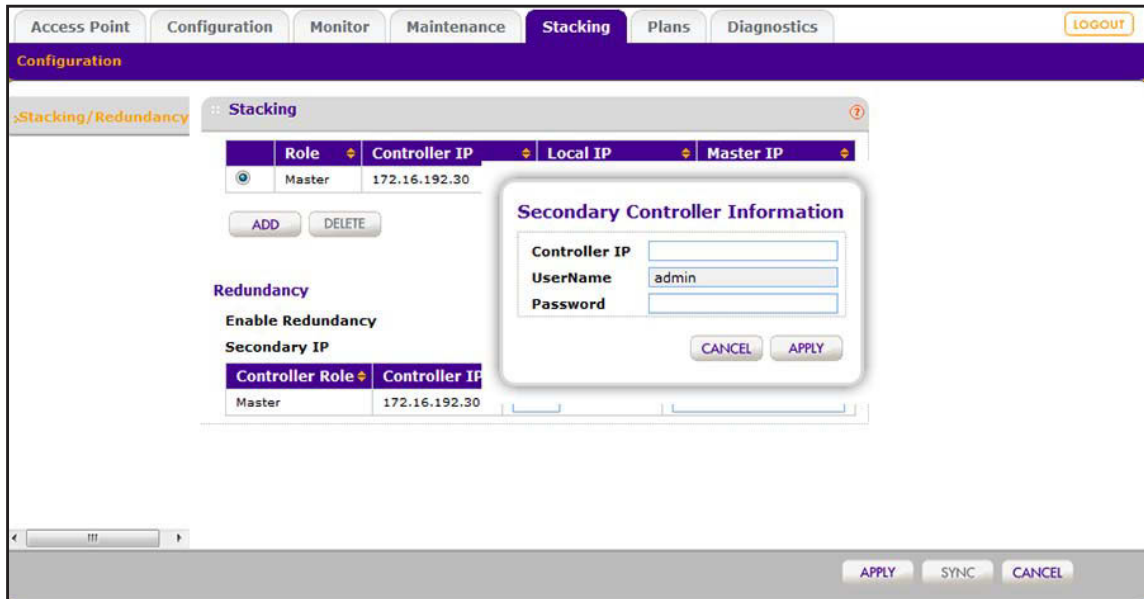 Access Point Configuration Monitor Maintenance Stacking Plans Diagnostics LOGOUT
Configuration
Stacking/Redundancy
Stacking ?
Role Controller IP Local IP Master IP
Master 172.16.192.30
ADD DELETE
Secondary Controller Information
Controller IP
UserName admin
Password
CANCEL APPLY
Redundancy
Enable Redundancy
Secondary IP
Controller Role Controller IP
Master 172.16.192.30
APPLY SYNC CANCEL